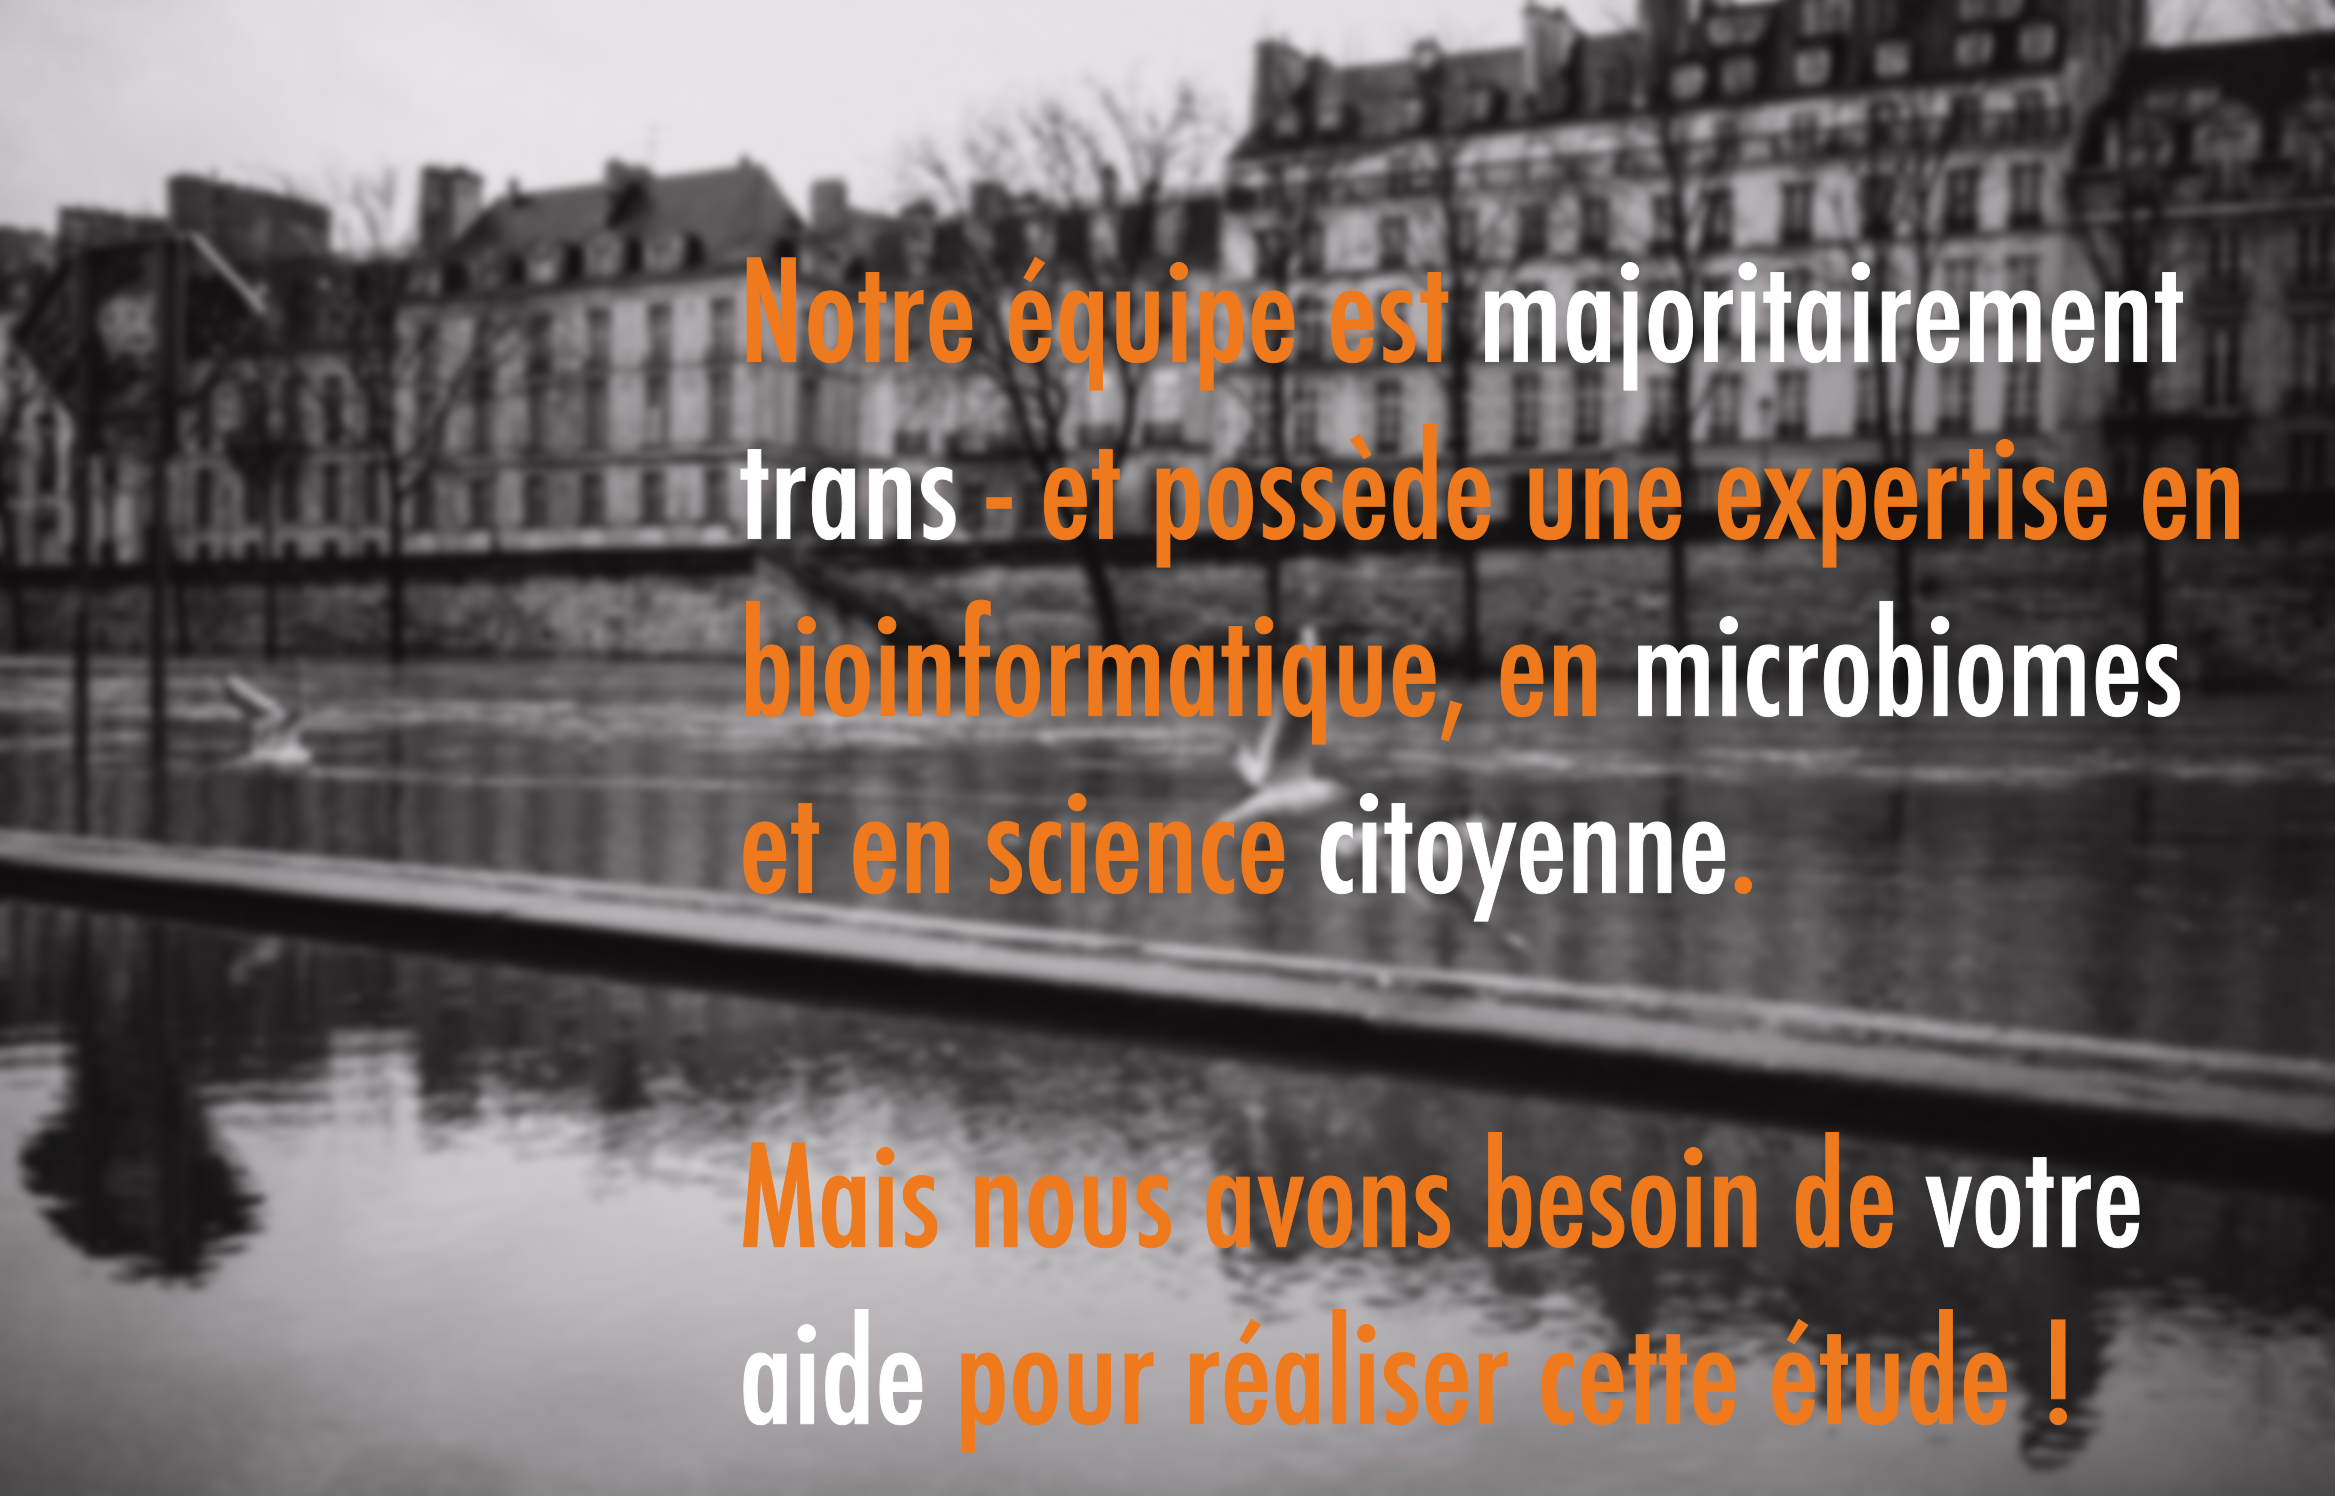 Notre équipe est majoritairement
trans - et possède une expertise en
bioinformatique, en microbiomes
et en science citoyenne.
Mais nous avons besoin de votre
aide pour réaliser cette étude !